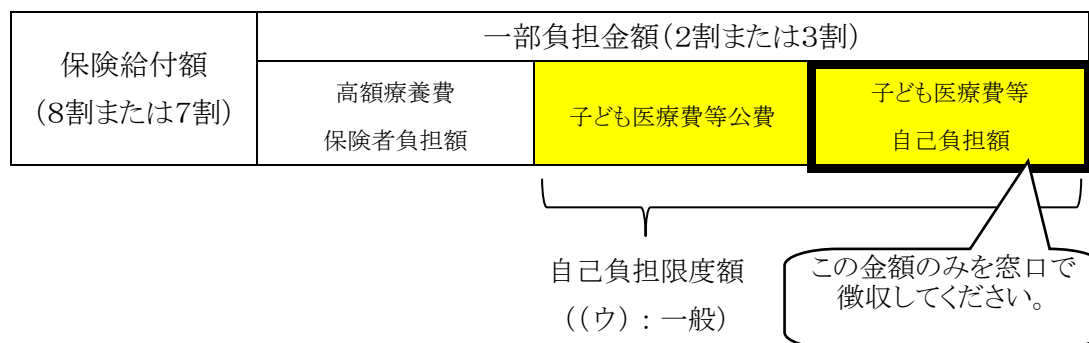 保険給付額
(8割または7割)
一部負担金額(2割または3割)
高額療養費
保険者負担額
子ども医療費等公費
子ども医療費等
自己負担額
自己負担限度額
((ウ):一般)
この金額のみを窓口で
徴収してください。